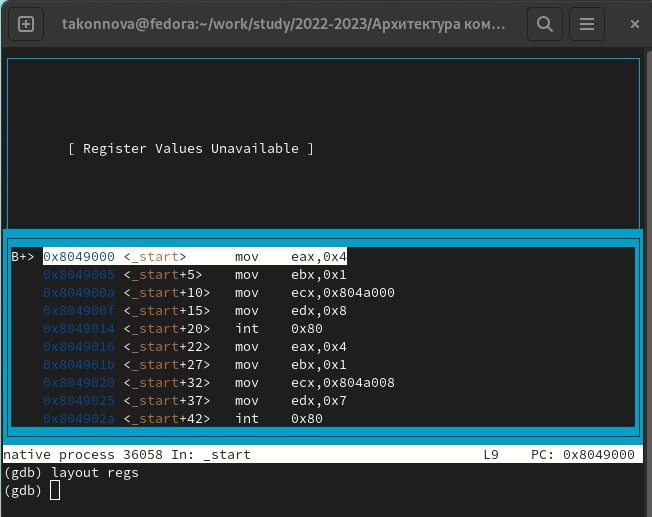 takonnova@fedora:~/work/study/2022-2023/Архитектура ком...
[ Register Values Unavailable ]
B+> 0x8049000 <_start> mov eax,0x4
0x8049005 <_start+5> mov ebx,0x1
0x804900a <_start+10> mov ecx,0x804a000
0x804900f <_start+15> mov edx,0x8
0x8049014 <_start+20> int 0x80
0x8049016 <_start+22> mov eax,0x4
0x804901b <_start+27> mov ebx,0x1
0x8049020 <_start+32> mov ecx,0x804a008
0x8049025 <_start+37> mov edx,0x7
0x804902a <_start+42> int 0x80
native process 36058 In: _start L9 PC: 0x8049000
(gdb) layout regs
(gdb)